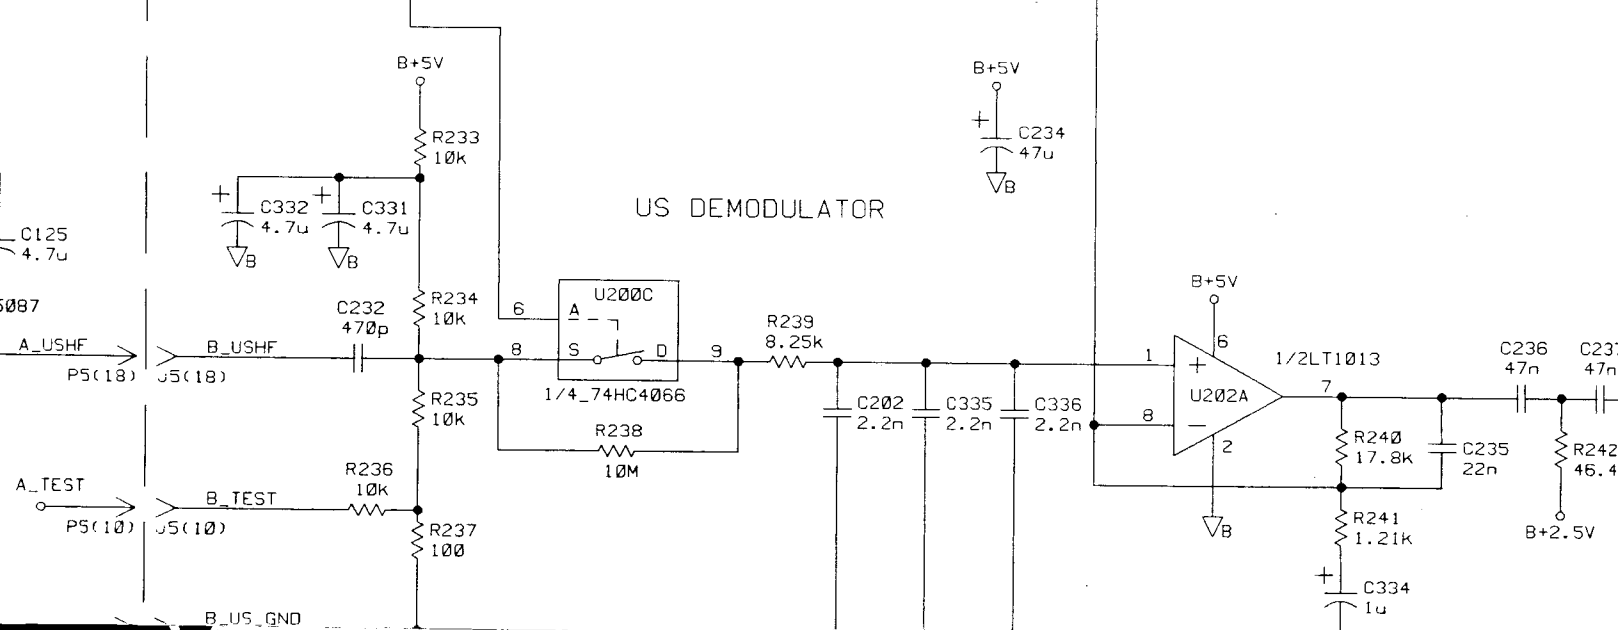 B+5V
B+5V
R233
10k
+
C234
47u
B
+
C332
4.7u
B
+
C331
4.7u
B
US DEMODULATOR
C125
4.7u
5087
B+5V
C232
470p
R234
10k
6
U200C
A
8
S
D
9
1/4_74HC4066
R239
8.25k
A_USHF
P5(18)
J5(18)
B_USHF
R235
10k
R238
10M
C202
2.2n
C335
2.2n
C336
2.2n
1
+
6
U202A
8
-
2
7
1/2LT1013
B
C236
47n
C237
47n
R240
17.8k
C235
22n
R242
46.4
B+2.5V
R236
10k
A_TEST
P5(10)
J5(10)
B_TEST
R237
100
R241
1.21k
+
C334
1u
B_US_GND